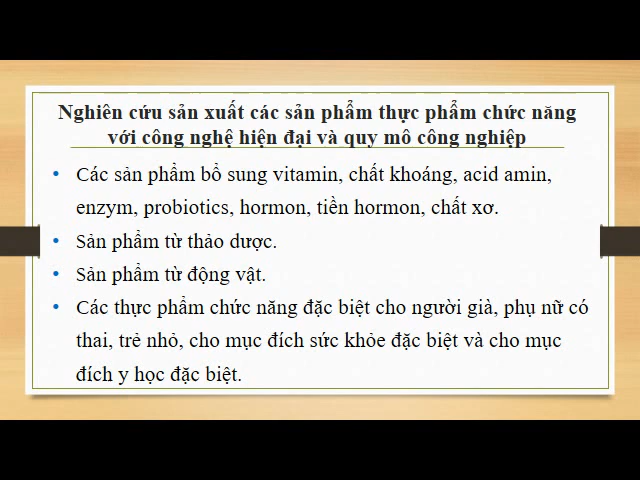 Nghiên cứu sản xuất các sản phẩm thực phẩm chức năng
với công nghệ hiện đại và quy mô công nghiệp
• Các sản phẩm bổ sung vitamin, chất khoáng, acid amin,
enzym, probiotics, hormon, tiền hormon, chất xơ.
• Sản phẩm từ thảo dược.
• Sản phẩm từ động vật.
• Các thực phẩm chức năng đặc biệt cho người già, phụ nữ có
thai, trẻ nhỏ, cho mục đích sức khỏe đặc biệt và cho mục
đích y học đặc biệt.